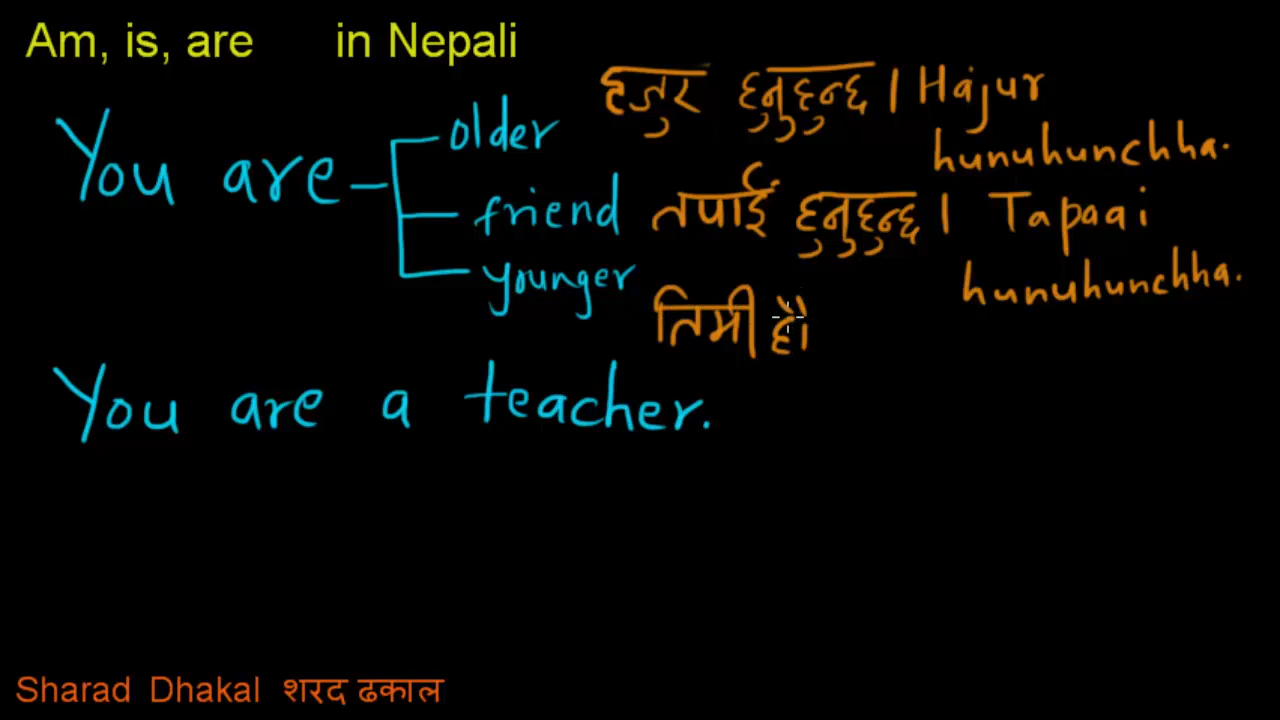 Am, is, are in Nepali
You are
older हजुर हुनुहुन्छ | Hajur hunuhunchha.
friend तपाई हुनुहुन्छ | Tapaai hunuhunchha.
younger तिमी हौ
You are a teacher.
Sharad Dhakal शरद ढकाल